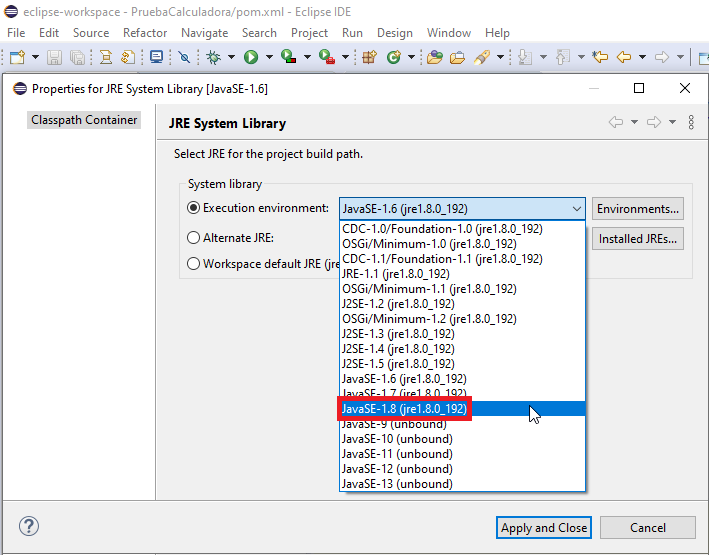 eclipse-workspace - PruebaCalculadora/pom.xml - Eclipse IDE
File Edit Source Refactor Navigate Search Project Run Design Window Help
Properties for JRE System Library [JavaSE-1.6]
Classpath Container
JRE System Library
Select JRE for the project build path.
System library
Execution environment:
JavaSE-1.6 (jre1.8.0_192)
Environments...
Alternate JRE:
Installed JREs...
Workspace default JRE (jre
CDC-1.0/Foundation-1.0 (jre1.8.0_192)
OSGi/Minimum-1.0 (jre1.8.0_192)
CDC-1.1/Foundation-1.1 (jre1.8.0_192)
JRE-1.1 (jre1.8.0_192)
OSGi/Minimum-1.1 (jre1.8.0_192)
J2SE-1.2 (jre1.8.0_192)
OSGi/Minimum-1.2 (jre1.8.0_192)
J2SE-1.3 (jre1.8.0_192)
J2SE-1.4 (jre1.8.0_192)
J2SE-1.5 (jre1.8.0_192)
JavaSE-1.6 (jre1.8.0_192)
JavaSE-1.7 (jre1.8.0_192)
JavaSE-1.8 (jre1.8.0_192)
JavaSE-9 (unbound)
JavaSE-10 (unbound)
JavaSE-11 (unbound)
JavaSE-12 (unbound)
JavaSE-13 (unbound)
?
Apply and Close
Cancel